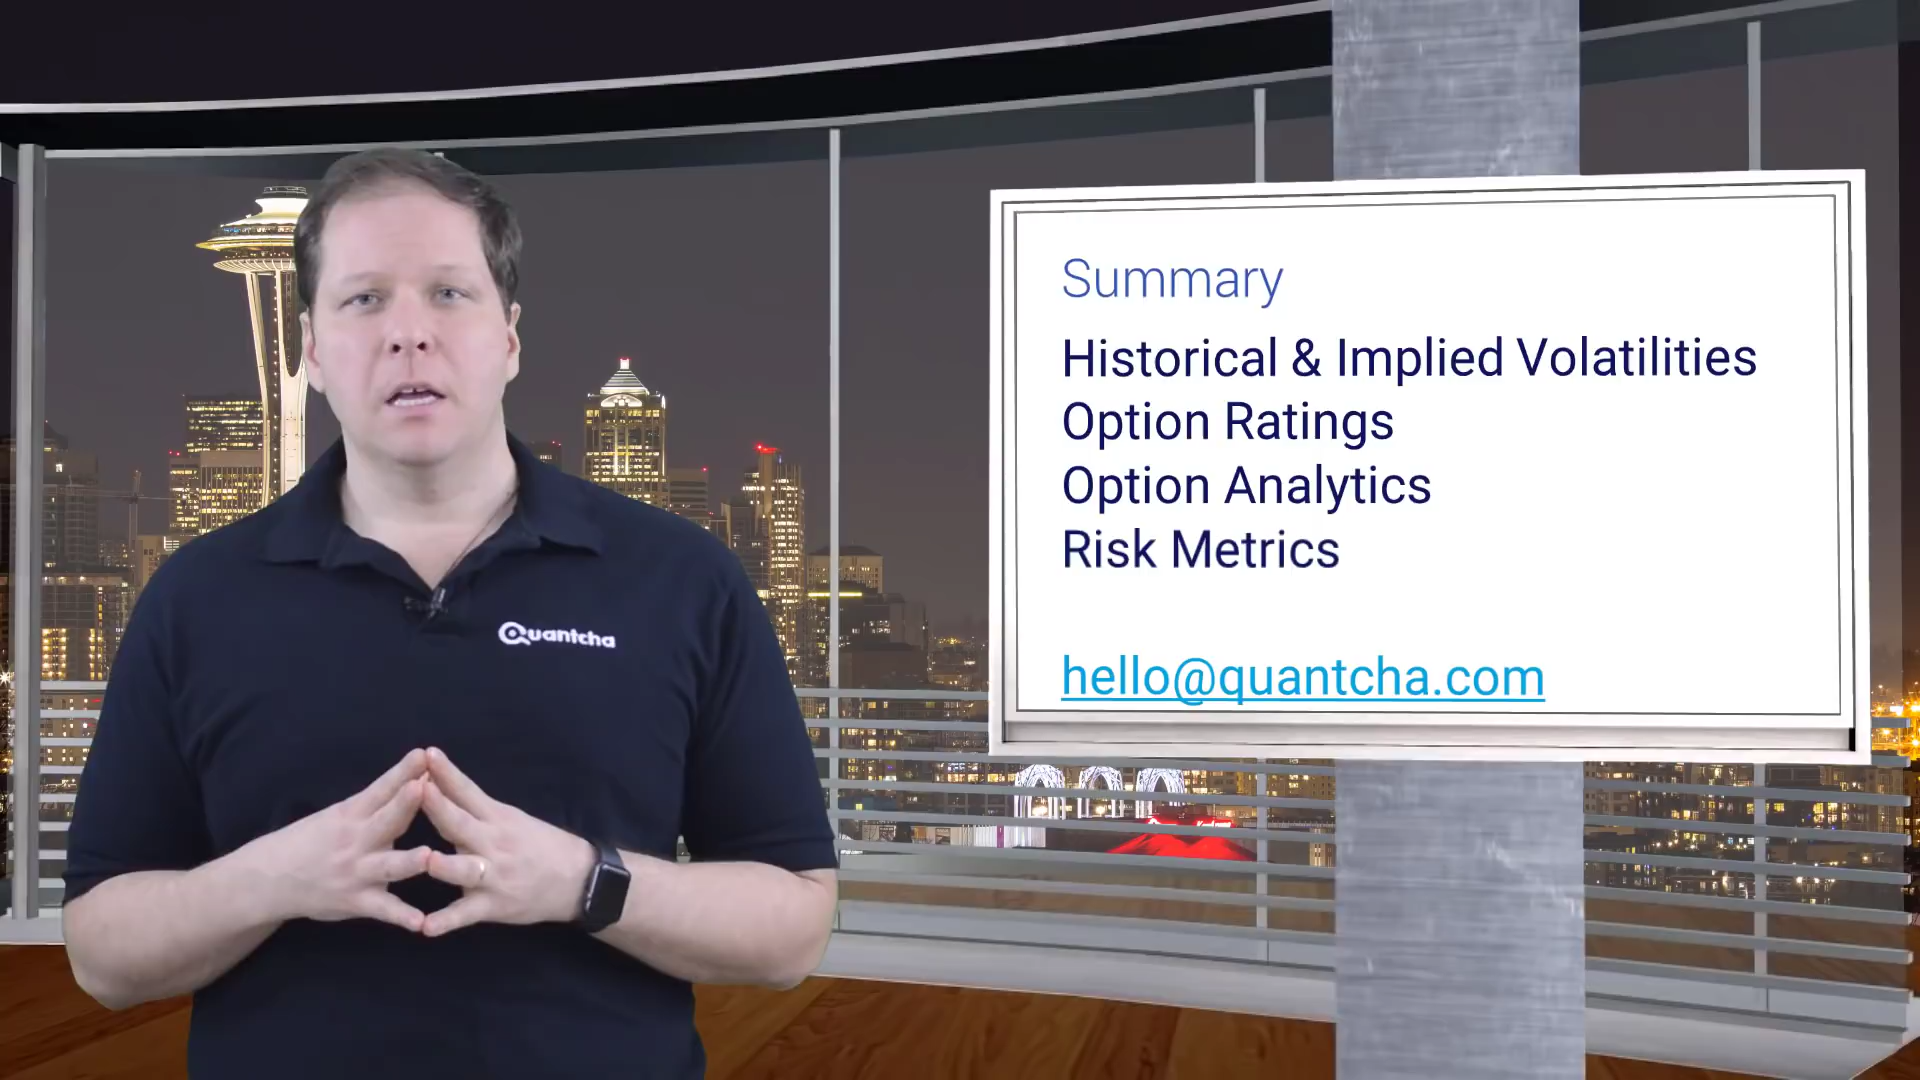 Quantcha
Summary
Historical & Implied Volatilities
Option Ratings
Option Analytics
Risk Metrics
hello@quantcha.com